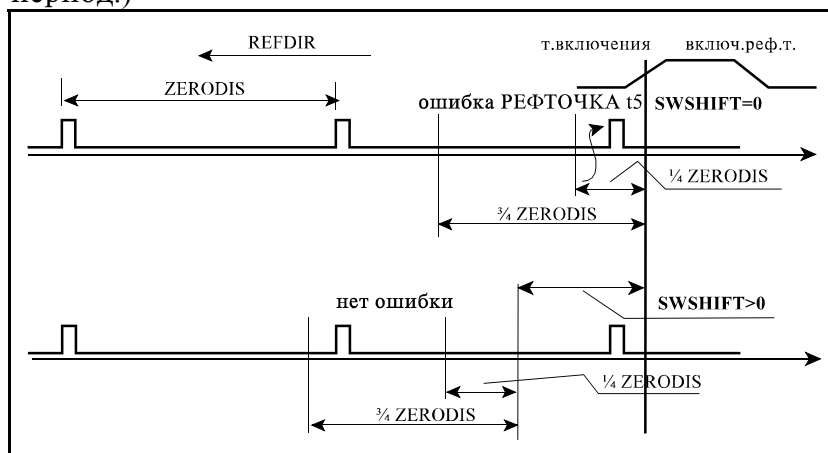 период.)
REFDIR
т.включения включ.реф.т.
ZERODIS
ошибка РЕФТОЧКА t5 SWSHIFT=0
¼ ZERODIS
¾ ZERODIS
нет ошибки
SWSHIFT>0
¼ ZERODIS
¾ ZERODIS